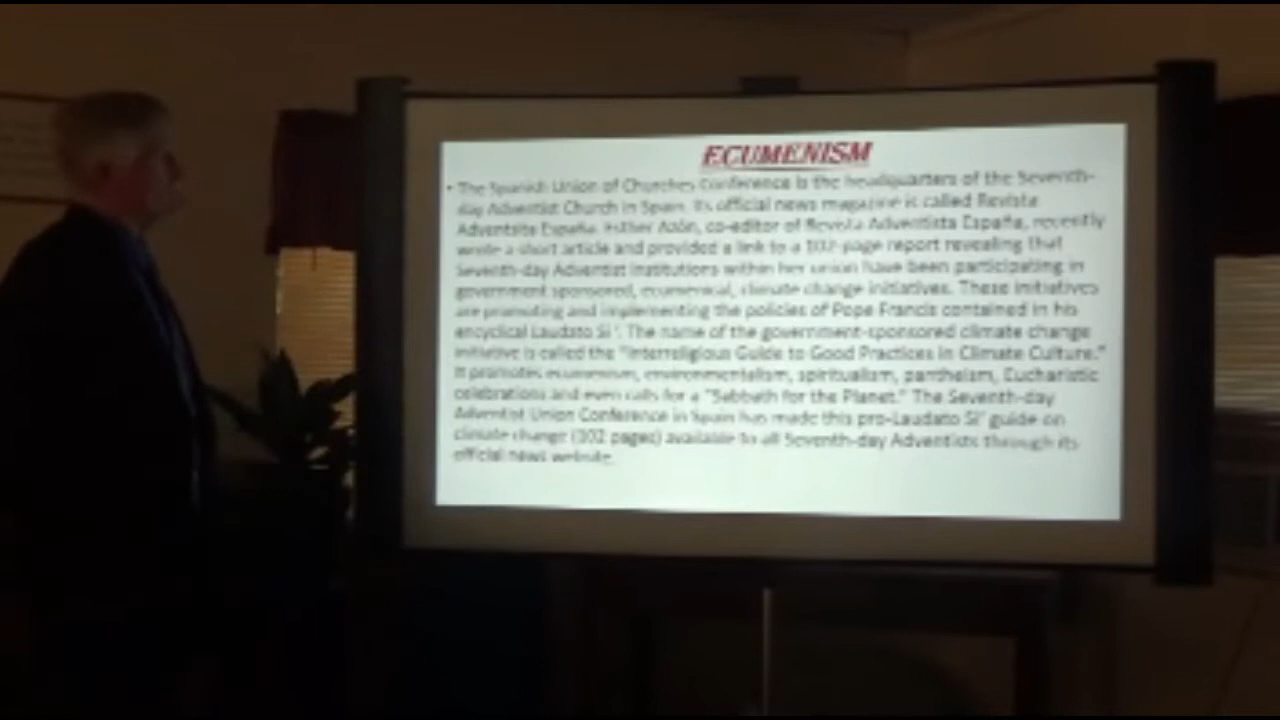 ECUMENISM
• The Spanish Union of Churches Conference is the headquarters of the Seventh-
day Adventist Church in Spain. Its official news magazine is called Revista
Adventista España. Esther Azón, co-editor of Revista Adventista España, recently
wrote a short article and provided a link to a 102-page report revealing that
Seventh-day Adventist institutions within her union have been participating in
government sponsored, ecumenical, climate change initiatives. These initiatives
are promoting and implementing the policies of Pope Francis contained in his
encyclical Laudato Si'. The name of the government-sponsored climate change
initiative is called the "Interreligious Guide to Good Practices in Climate Culture."
It promotes ecumenism, environmentalism, spiritualism, pantheism, Eucharistic
celebrations and even calls for a "Sabbath for the Planet." The Seventh-day
Adventist Union Conference in Spain has made this pro-Laudato Si' guide on
climate change (102 pages) available to all Seventh-day Adventists through its
official news website.